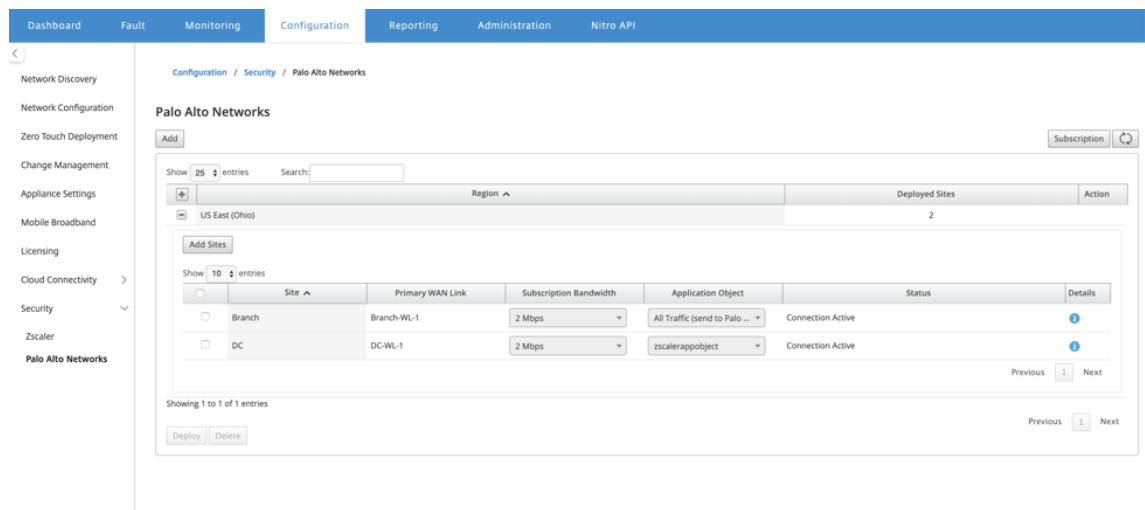 Dashboard Fault Monitoring Configuration Reporting Administration Nitro API
Network Discovery
Network Configuration
Zero Touch Deployment
Change Management
Appliance Settings
Mobile Broadband
Licensing
Cloud Connectivity
Security
Zscaler
Palo Alto Networks
Configuration / Security / Palo Alto Networks
Palo Alto Networks
Add Subscription
Show 25 entries Search:
Region Deployed Sites Action
US East (Ohio) 2
Add Sites
Show 10 entries
Site Primary WAN Link Subscription Bandwidth Application Object Status Details
Branch Branch-WL-1 2 Mbps All Traffic (send to Palo ... Connection Active
DC DC-WL-1 2 Mbps zscalerappobject Connection Active
Previous 1 Next
Showing 1 to 1 of 1 entries
Previous 1 Next
Deploy Delete